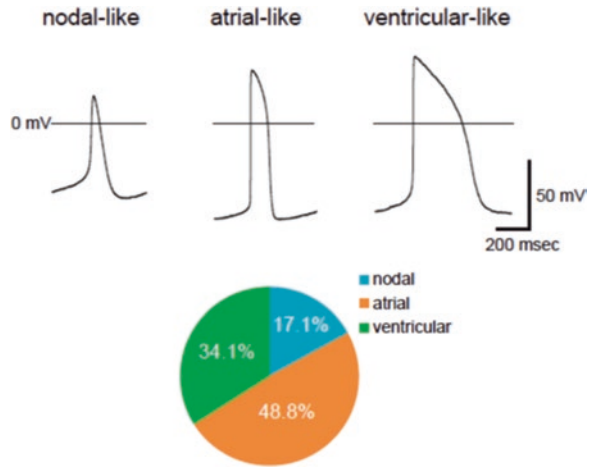 nodal-like atrial-like ventricular-like
0 mV
50 mV
200 msec
nodal
atrial
ventricular
17.1%
34.1%
48.8%